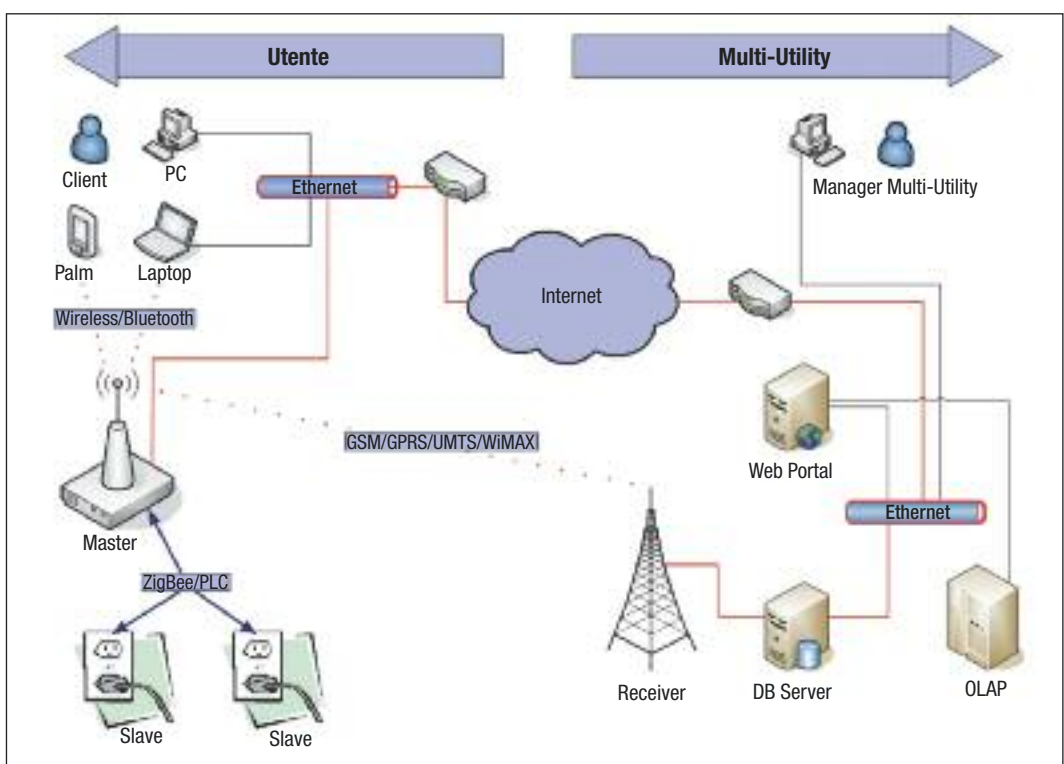 Utente
Multi-Utility
Client
PC
Ethernet
Manager Multi-Utility
Palm
Laptop
Internet
Wireless/Bluetooth
GSM/GPRS/UMTS/WiMAX
Web Portal
Ethernet
Master
ZigBee/PLC
Receiver
DB Server
OLAP
Slave
Slave